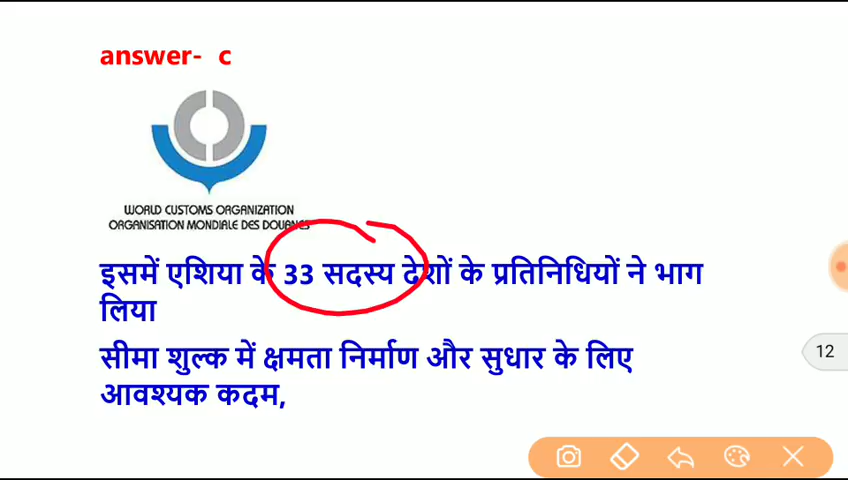 answer- c
WORLD CUSTOMS ORGANIZATION
ORGANISATION MONDIALE DES DOUANES
इसमें एशिया के 33 सदस्य देशों के प्रतिनिधियों ने भाग
लिया
सीमा शुल्क में क्षमता निर्माण और सुधार के लिए
आवश्यक कदम,
12